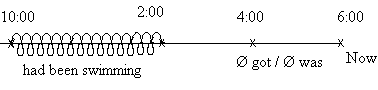 10:00 2:00 4:00 6:00
had been swimming Ø got / Ø was Now